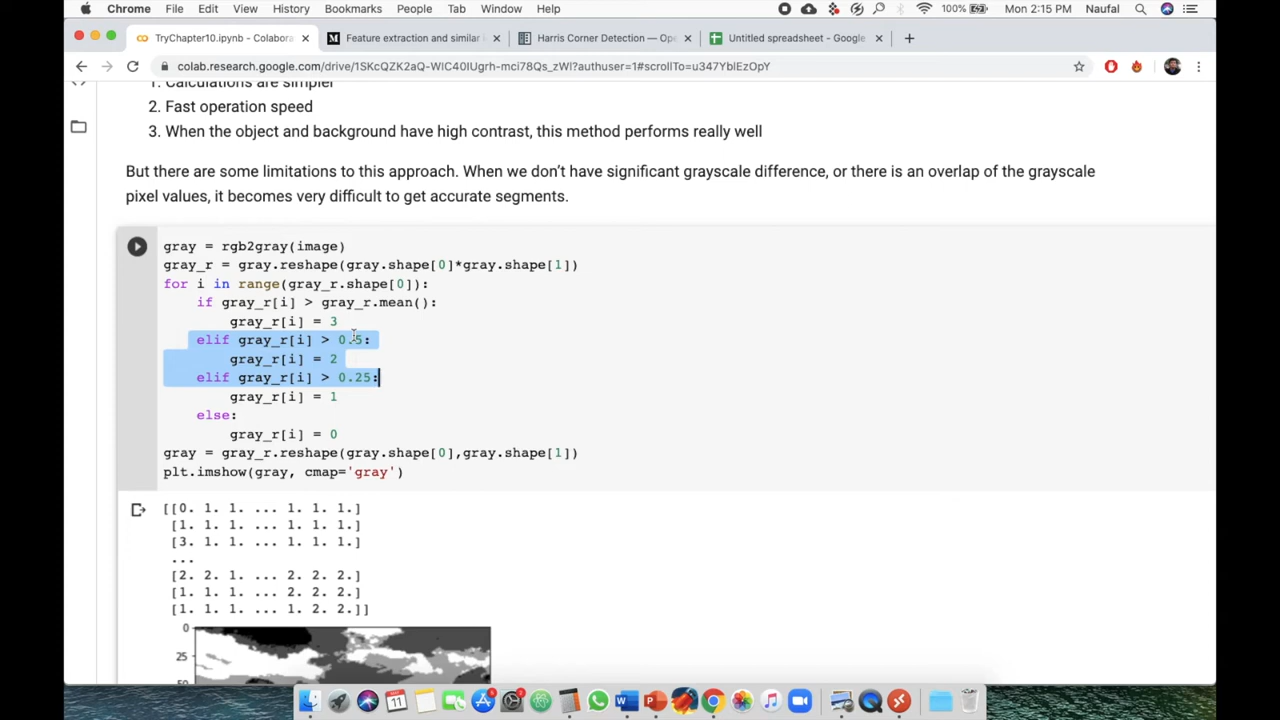 Chrome File Edit View History Bookmarks People Tab Window Help 100% Mon 2:15 PM Naufal
TryChapter10.ipynb - Colabora Feature extraction and similar i Harris Corner Detection — Ope Untitled spreadsheet - Google
colab.research.google.com/drive/1SKcQZK2aQ-WIC40IUgrh-mci78Qs_zWl?authuser=1#scrollTo=u347YblEzOpY
1. Calculations are simpler
2. Fast operation speed
3. When the object and background have high contrast, this method performs really well
But there are some limitations to this approach. When we don't have significant grayscale difference, or there is an overlap of the grayscale
pixel values, it becomes very difficult to get accurate segments.
gray = rgb2gray(image)
gray_r = gray.reshape(gray.shape[0]*gray.shape[1])
for i in range(gray_r.shape[0]):
if gray_r[i] > gray_r.mean():
gray_r[i] = 3
elif gray_r[i] > 0.5:
gray_r[i] = 2
elif gray_r[i] > 0.25:
gray_r[i] = 1
else:
gray_r[i] = 0
gray = gray_r.reshape(gray.shape[0],gray.shape[1])
plt.imshow(gray, cmap='gray')
[[0. 1. 1. ... 1. 1. 1.]
[1. 1. 1. ... 1. 1. 1.]
[3. 1. 1. ... 1. 1. 1.]
...
[2. 2. 1. ... 2. 2. 2.]
[1. 1. 1. ... 2. 2. 2.]
[1. 1. 1. ... 1. 2. 2.]]
0
25
50